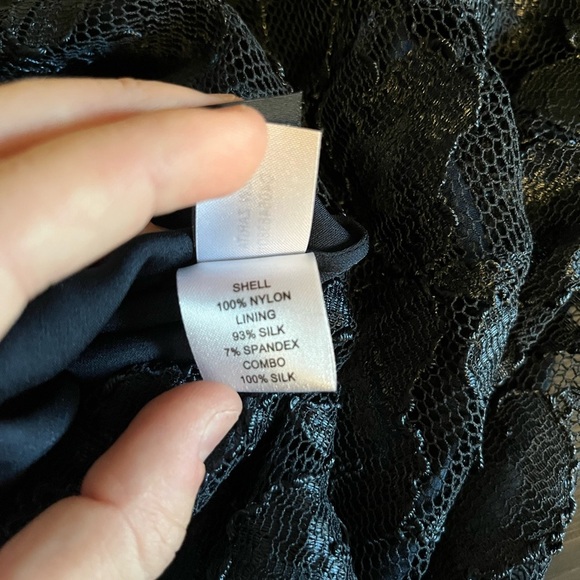 SHELL
100% NYLON
LINING
93% SILK
7% SPANDEX
COMBO
100% SILK